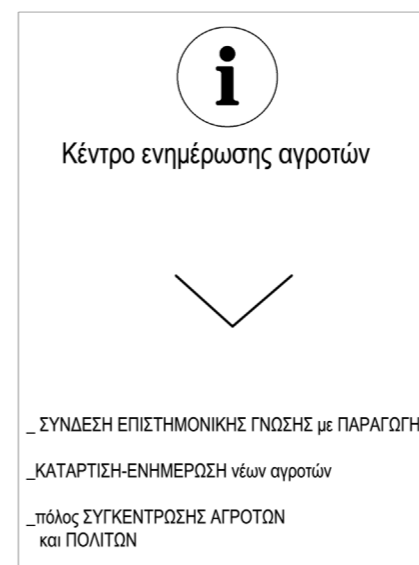 i
Κέντρο ενημέρωσης αγροτών
_ ΣΥΝΔΕΣΗ ΕΠΙΣΤΗΜΟΝΙΚΗΣ ΓΝΩΣΗΣ με ΠΑΡΑΓΩΓΗ
_ΚΑΤΑΡΤΙΣΗ-ΕΝΗΜΕΡΩΣΗ νέων αγροτών
_πόλος ΣΥΓΚΕΝΤΡΩΣΗΣ ΑΓΡΟΤΩΝ
και ΠΟΛΙΤΩΝ